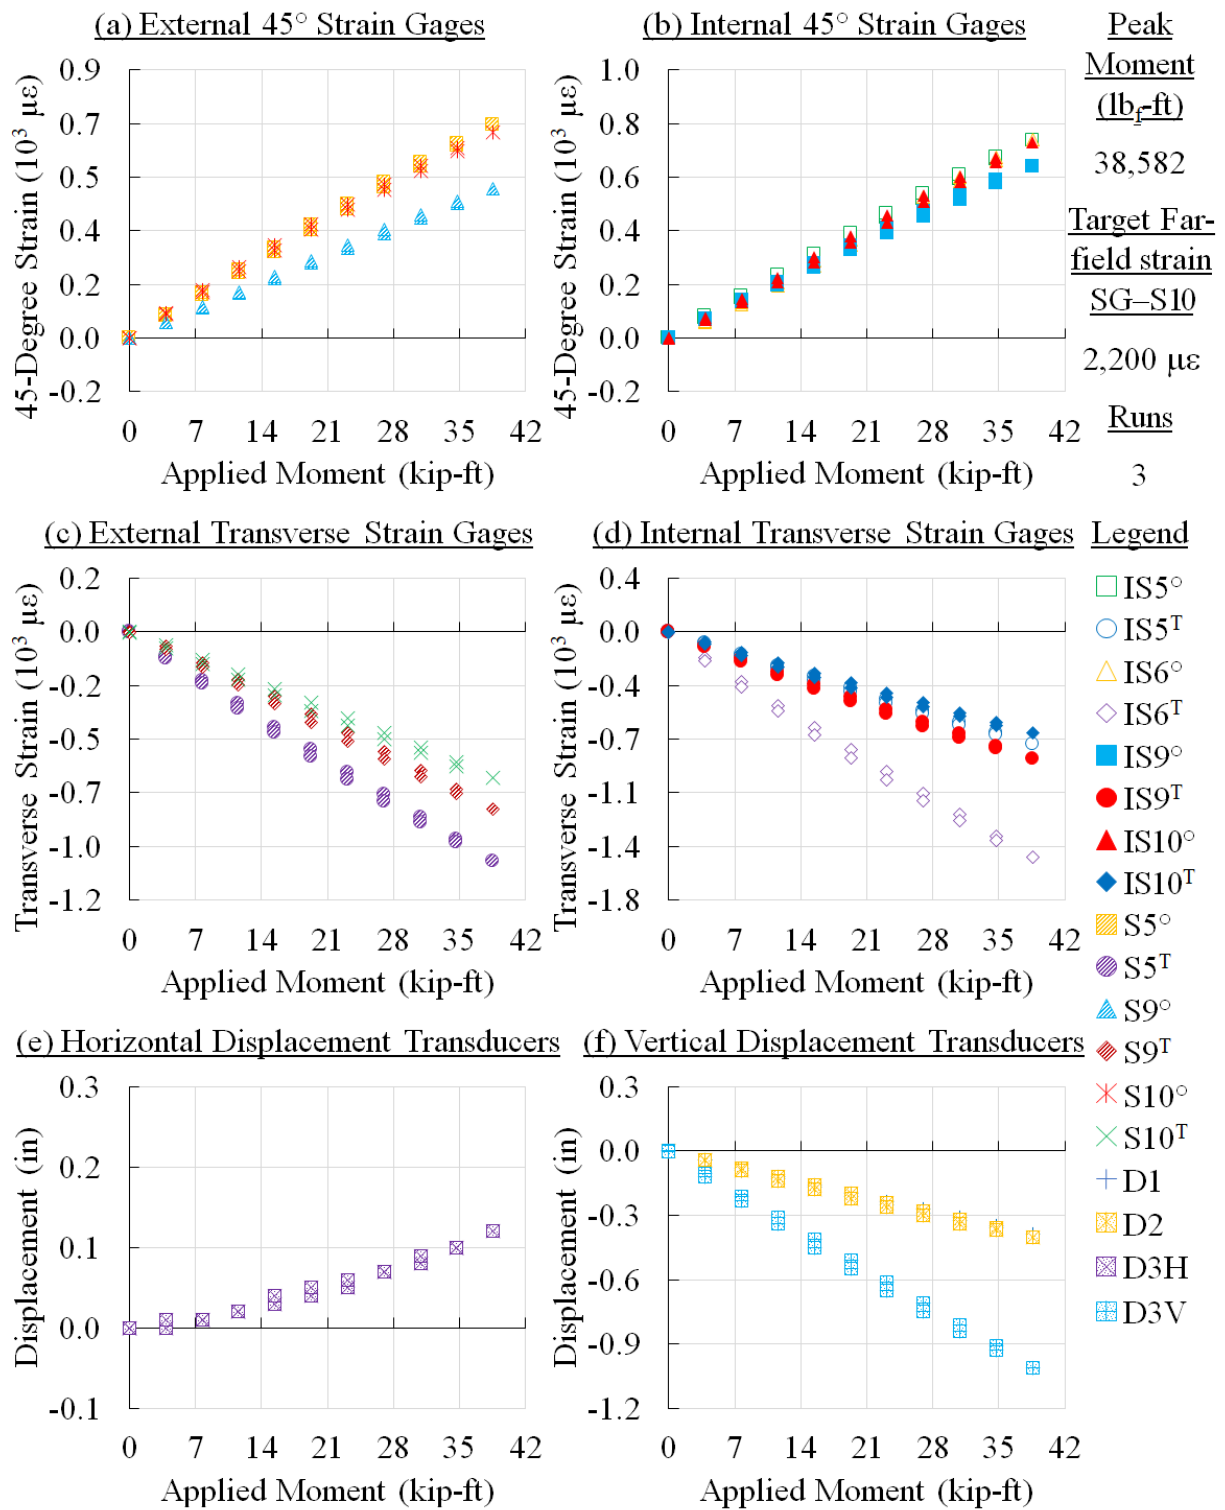 (a) External 45° Strain Gages
45-Degree Strain (10³ με)
0.9
0.7
0.5
0.4
0.2
0.0
-0.2
0 7 14 21 28 35 42
Applied Moment (kip-ft)
(b) Internal 45° Strain Gages
45-Degree Strain (10³ με)
1.0
0.8
0.6
0.4
0.2
0.0
-0.2
0 7 14 21 28 35 42
Applied Moment (kip-ft)
Peak
Moment
(lbf-ft)
38,582
Target Far-
field strain
SG–S10
2,200 με
Runs
3
(c) External Transverse Strain Gages
Transverse Strain (10³ με)
0.2
0.0
-0.2
-0.5
-0.7
-1.0
-1.2
0 7 14 21 28 35 42
Applied Moment (kip-ft)
(d) Internal Transverse Strain Gages
Transverse Strain (10³ με)
0.4
0.0
-0.4
-0.7
-1.1
-1.4
-1.8
0 7 14 21 28 35 42
Applied Moment (kip-ft)
Legend
IS5°
IS5ᵀ
IS6°
IS6ᵀ
IS9°
IS9ᵀ
IS10°
IS10ᵀ
S5°
S5ᵀ
S9°
S9ᵀ
S10°
S10ᵀ
D1
D2
D3H
D3V
(e) Horizontal Displacement Transducers
Displacement (in)
0.3
0.2
0.1
0.0
-0.1
0 7 14 21 28 35 42
Applied Moment (kip-ft)
(f) Vertical Displacement Transducers
Displacement (in)
0.3
0.0
-0.3
-0.6
-0.9
-1.2
0 7 14 21 28 35 42
Applied Moment (kip-ft)